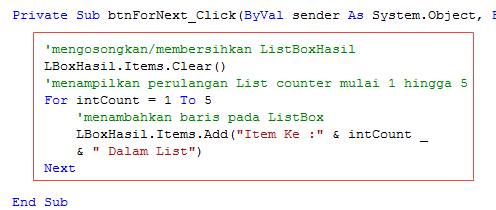 Private Sub btnForNext_Click(ByVal sender As System.Object,
'mengosongkan/membersihkan ListBoxHasil
LBoxHasil.Items.Clear()
'menampilkan perulangan List counter mulai 1 hingga 5
For intCount = 1 To 5
'menambahkan baris pada ListBox
LBoxHasil.Items.Add("Item Ke :" & intCount _
& " Dalam List")
Next
End Sub